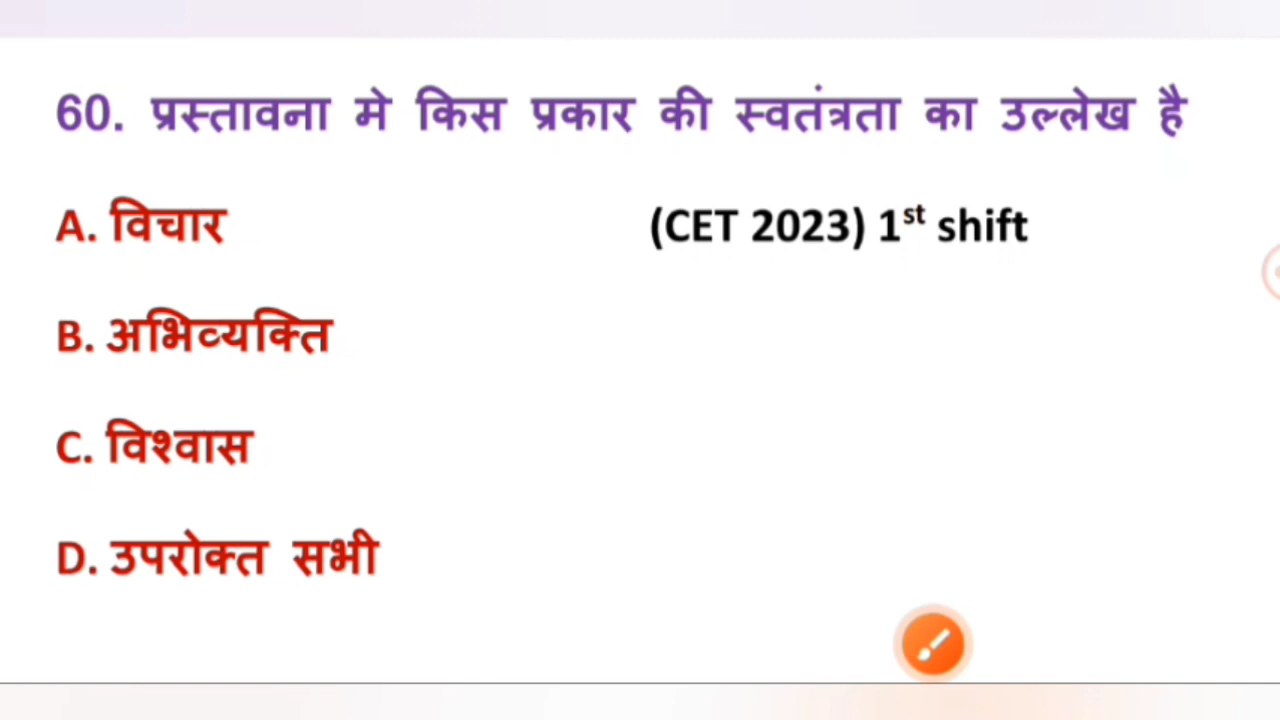 60. प्रस्तावना मे किस प्रकार की स्वतंत्रता का उल्लेख है
A. विचार (CET 2023) 1st shift
B. अभिव्यक्ति
C. विश्वास
D. उपरोक्त सभी